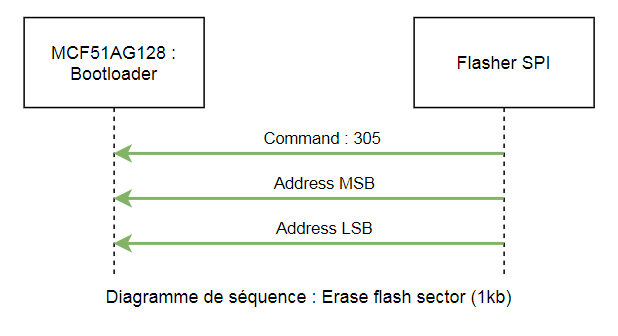 MCF51AG128 :
Bootloader
Flasher SPI
Command : 305
Address MSB
Address LSB
Diagramme de séquence : Erase flash sector (1kb)